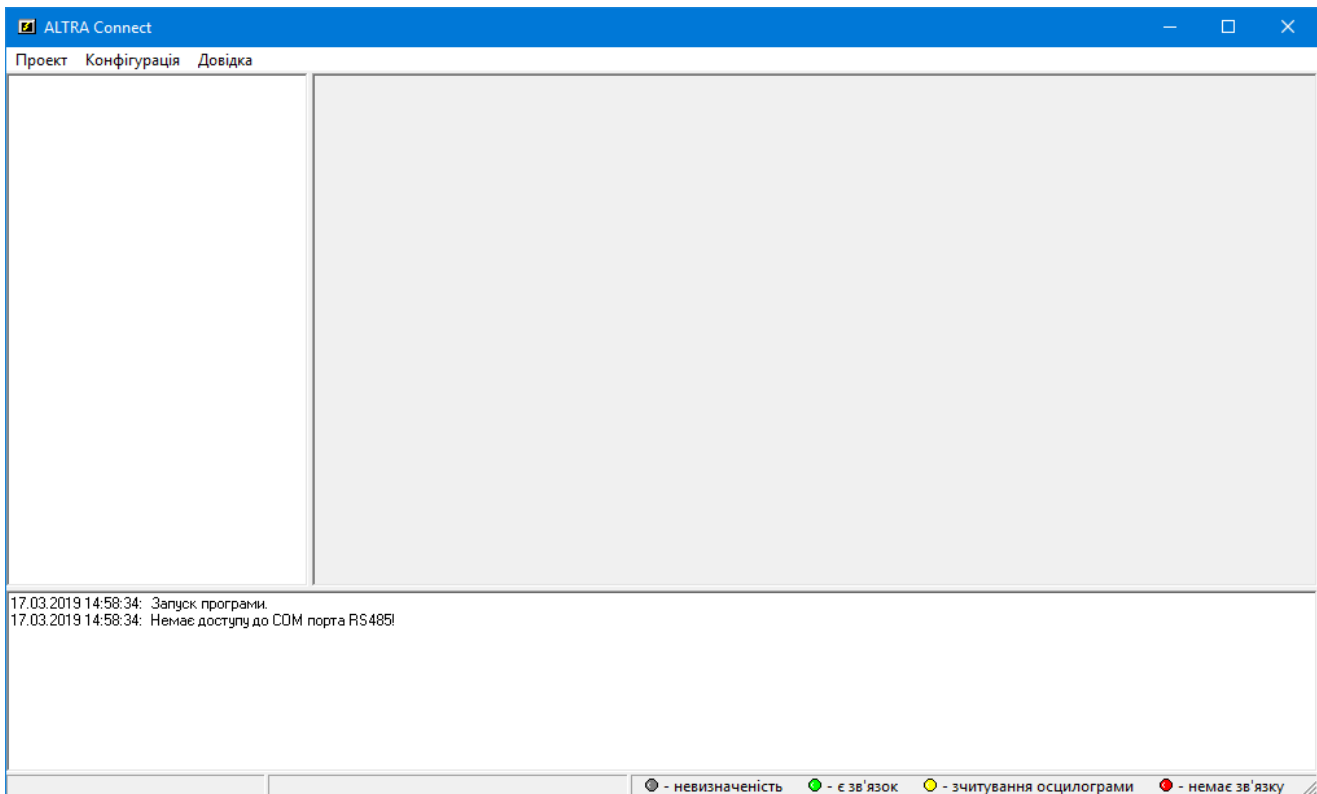 ALTRA Connect
Проект Конфігурація Довідка
17.03.2019 14:58:34: Запуск програми.
17.03.2019 14:58:34: Немає доступу до COM порта RS485!
- невизначеність - є зв'язок - зчитування осцилограми - немає зв'язку